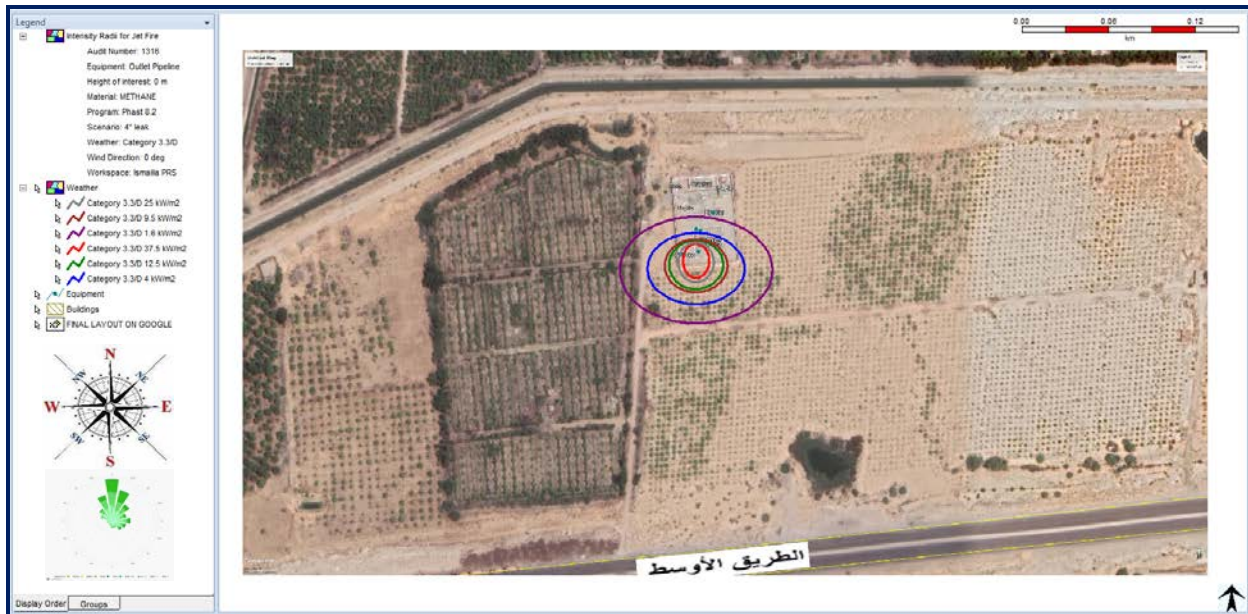 Legend
Intensity Radii for Jet Fire
Audit Number: 1316
Equipment: Outlet Pipeline
Height of interest: 0 m
Material: METHANE
Program: Phast 8.2
Scenario: 4" leak
Weather: Category 3.3/D
Wind Direction: 0 deg
Workspace: Ismailia PRS
Weather
Category 3.3/D 25 kW/m2
Category 3.3/D 9.5 kW/m2
Category 3.3/D 1.6 kW/m2
Category 3.3/D 37.5 kW/m2
Category 3.3/D 12.5 kW/m2
Category 3.3/D 4 kW/m2
Equipment
Buildings
FINAL LAYOUT ON GOOGLE
N
NW
NE
W
E
SW
SE
S
Display Order
Groups
0.00 0.06 0.12
km
الطريق الأوسط